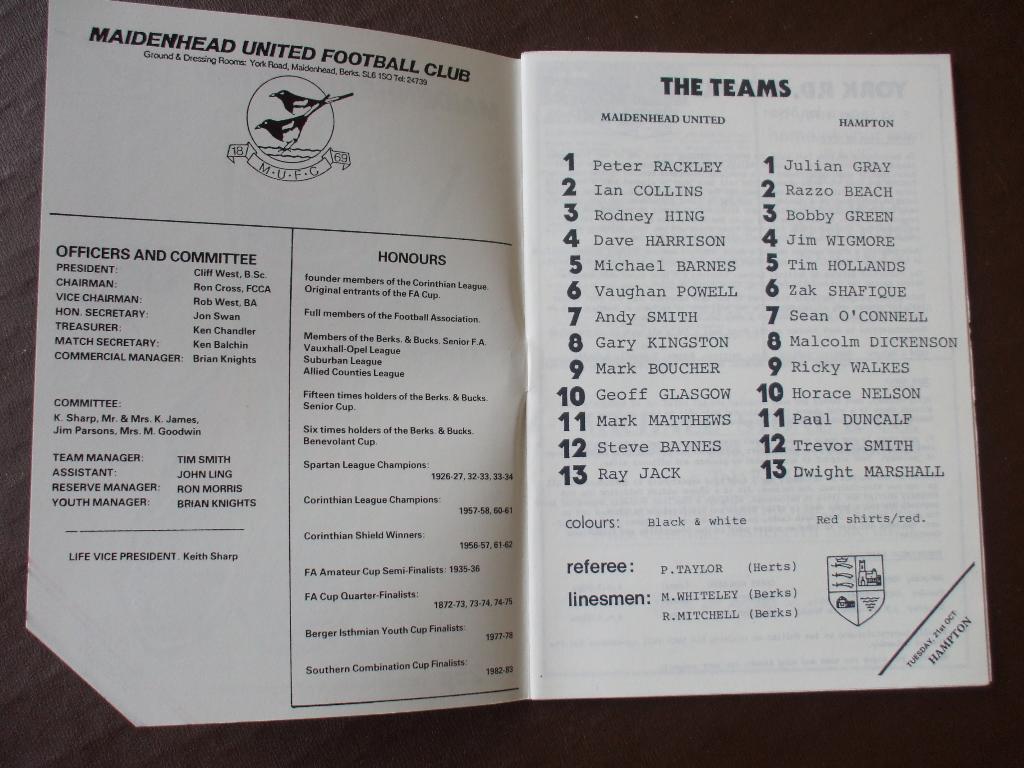 MAIDENHEAD UNITED FOOTBALL CLUB
Ground & Dressing Rooms: York Road, Maidenhead, Berks. SL6 1SO Tel: 24739
18 69
M·U·F·C
OFFICERS AND COMMITTEE
PRESIDENT: Cliff West, B.Sc.
CHAIRMAN: Ron Cross, FCCA
VICE CHAIRMAN: Rob West, BA
HON. SECRETARY: Jon Swan
TREASURER: Ken Chandler
MATCH SECRETARY: Ken Balchin
COMMERCIAL MANAGER: Brian Knights
COMMITTEE:
K. Sharp, Mr. & Mrs. K. James,
Jim Parsons, Mrs. M. Goodwin
TEAM MANAGER: TIM SMITH
ASSISTANT: JOHN LING
RESERVE MANAGER: RON MORRIS
YOUTH MANAGER: BRIAN KNIGHTS
LIFE VICE PRESIDENT. Keith Sharp
HONOURS
founder members of the Corinthian League.
Original entrants of the FA Cup.
Full members of the Football Association.
Members of the Berks. & Bucks. Senior F.A.
Vauxhall-Opel League
Suburban League
Allied Counties League
Fifteen times holders of the Berks. & Bucks.
Senior Cup.
Six times holders of the Berks. & Bucks.
Benevolant Cup.
Spartan League Champions:
1926-27, 32-33, 33-34
Corinthian League Champions:
1957-58, 60-61
Corinthian Shield Winners:
1956-57, 61-62
FA Amateur Cup Semi-Finalists: 1935-36
FA Cup Quarter-Finalists:
1872-73, 73-74, 74-75
Berger Isthmian Youth Cup Finalists:
1977-78
Southern Combination Cup Finalists:
1982-83
THE TEAMS
MAIDENHEAD UNITED HAMPTON
1 Peter RACKLEY 1 Julian GRAY
2 Ian COLLINS 2 Razzo BEACH
3 Rodney HING 3 Bobby GREEN
4 Dave HARRISON 4 Jim WIGMORE
5 Michael BARNES 5 Tim HOLLANDS
6 Vaughan POWELL 6 Zak SHAFIQUE
7 Andy SMITH 7 Sean O'CONNELL
8 Gary KINGSTON 8 Malcolm DICKENSON
9 Mark BOUCHER 9 Ricky WALKES
10 Geoff GLASGOW 10 Horace NELSON
11 Mark MATTHEWS 11 Paul DUNCALF
12 Steve BAYNES 12 Trevor SMITH
13 Ray JACK 13 Dwight MARSHALL
colours: Black & white Red shirts/red.
referee: P.TAYLOR (Herts)
linesmen: M.WHITELEY (Berks)
R.MITCHELL (Berks)
TUESDAY, 21st OCT
HAMPTON